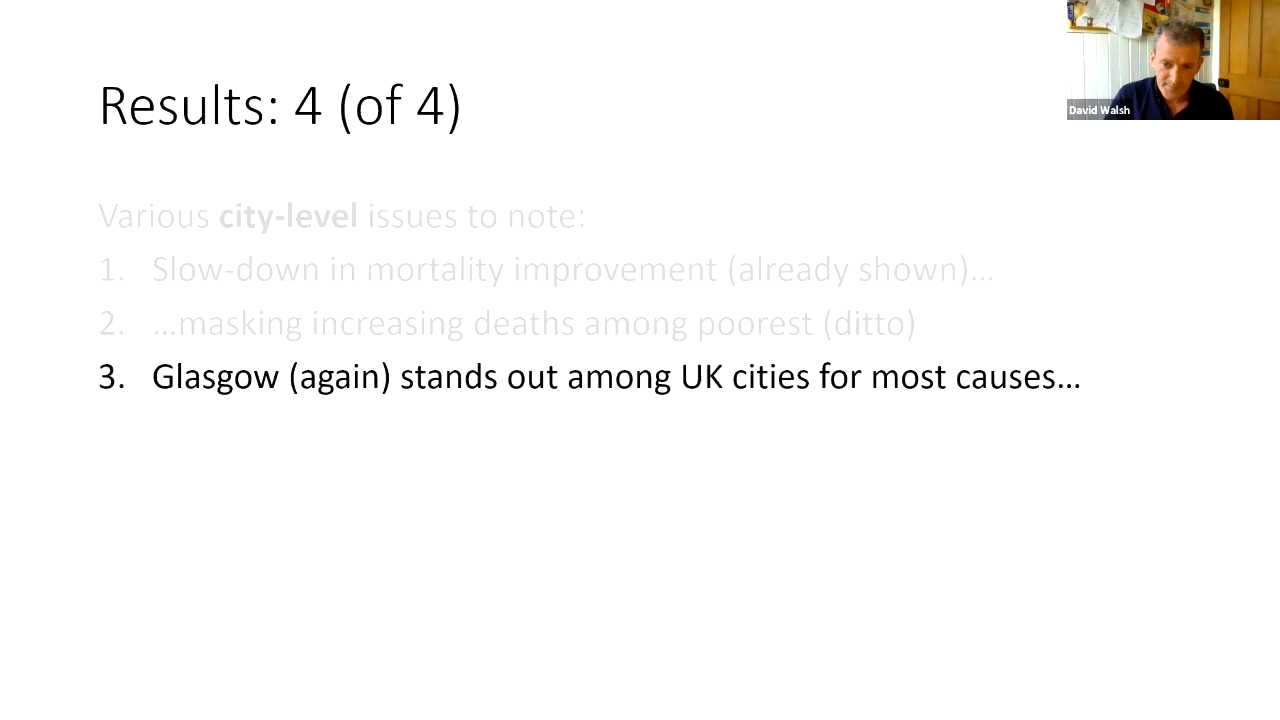 Results: 4 (of 4)
David Walsh
Various city-level issues to note:
1. Slow-down in mortality improvement (already shown)…
2. …masking increasing deaths among poorest (ditto)
3. Glasgow (again) stands out among UK cities for most causes…